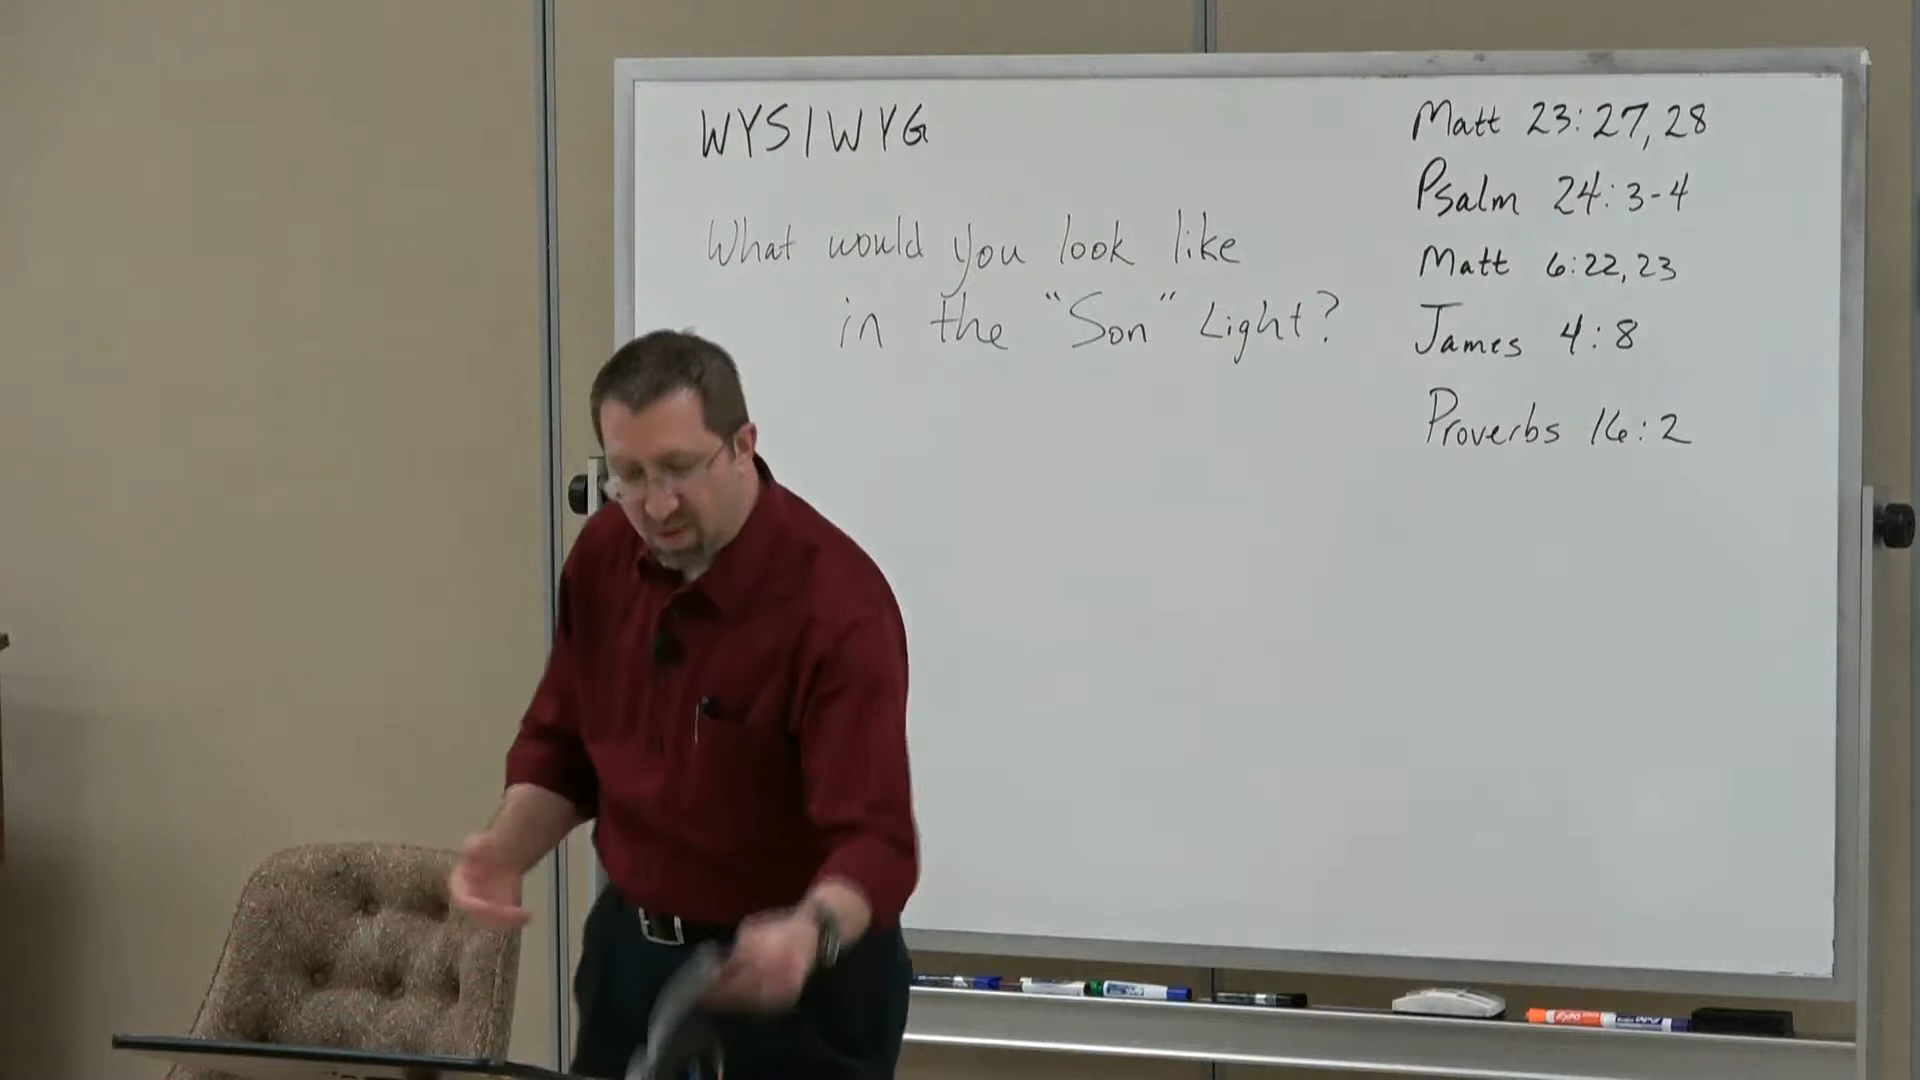 WYSIWYG
What would you look like
in the "Son" Light?
Matt 23:27,28
Psalm 24:3-4
Matt 6:22,23
James 4:8
Proverbs 16:2
EXPO